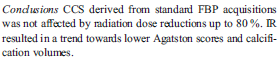 Conclusions CCS derived from standard FBP acquisitions
was not affected by radiation dose reductions up to 80 %. IR
resulted in a trend towards lower Agatston scores and calcifi-
cation volumes.